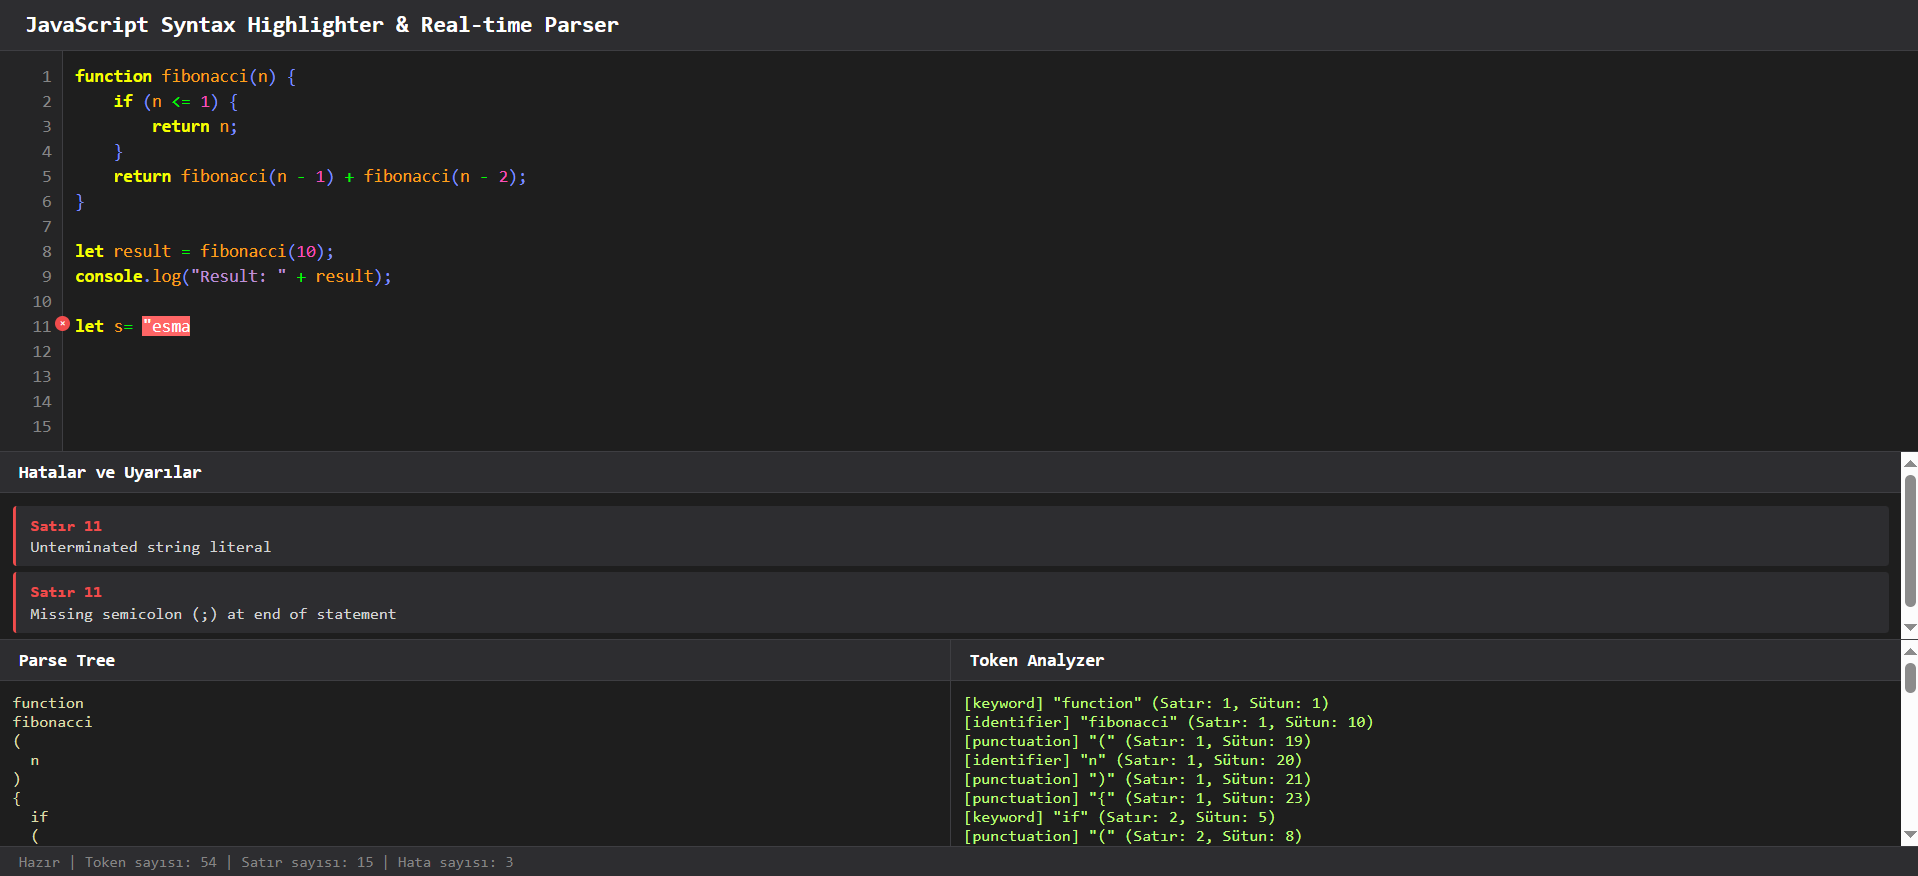 JavaScript Syntax Highlighter & Real-time Parser
1 function fibonacci(n) {
2 if (n <= 1) {
3 return n;
4 }
5 return fibonacci(n - 1) + fibonacci(n - 2);
6 }
7
8 let result = fibonacci(10);
9 console.log("Result: " + result);
10
11 let s= "esma
12
13
14
15
Hatalar ve Uyarılar
Satır 11
Unterminated string literal
Satır 11
Missing semicolon (;) at end of statement
Parse Tree
function
fibonacci
(
n
)
{
if
(
Token Analyzer
[keyword] "function" (Satır: 1, Sütun: 1)
[identifier] "fibonacci" (Satır: 1, Sütun: 10)
[punctuation] "(" (Satır: 1, Sütun: 19)
[identifier] "n" (Satır: 1, Sütun: 20)
[punctuation] ")" (Satır: 1, Sütun: 21)
[punctuation] "{" (Satır: 1, Sütun: 23)
[keyword] "if" (Satır: 2, Sütun: 5)
[punctuation] "(" (Satır: 2, Sütun: 8)
Hazır | Token sayısı: 54 | Satır sayısı: 15 | Hata sayısı: 3